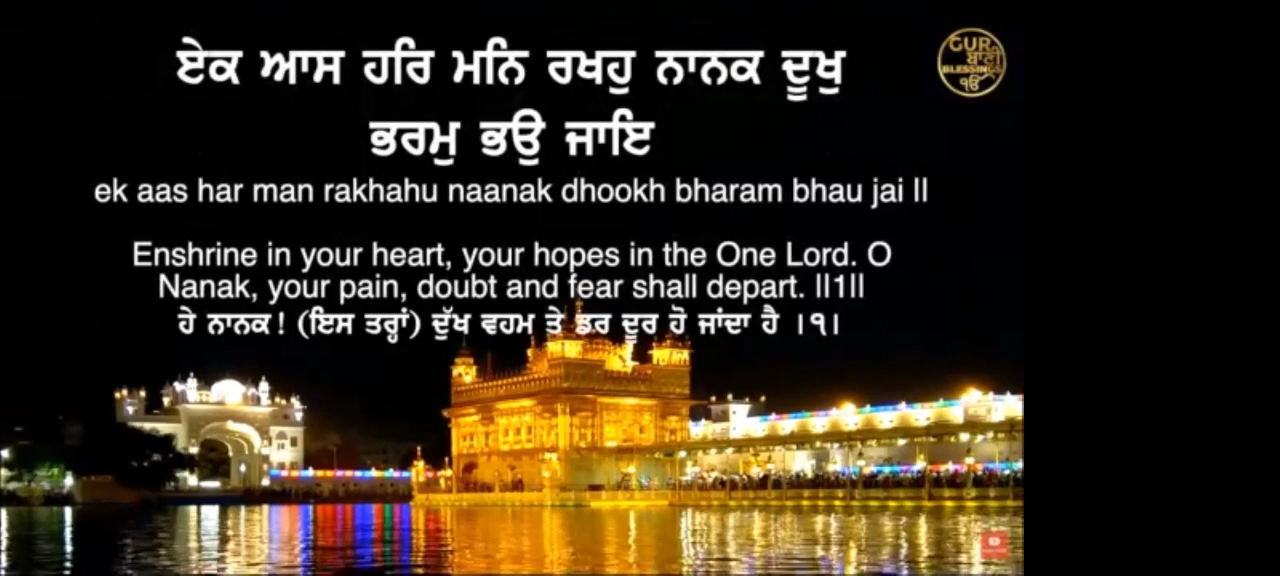 ਏਕ ਆਸ ਹਰਿ ਮਨਿ ਰਖਹੁ ਨਾਨਕ ਦੂਖੁ
ਭਰਮੁ ਭਉ ਜਾਇ
ek aas har man rakhahu naanak dhookh bharam bhau jai ll
Enshrine in your heart, your hopes in the One Lord. O
Nanak, your pain, doubt and fear shall depart. ll1ll
ਹੇ ਨਾਨਕ! (ਇਸ ਤਰ੍ਹਾਂ) ਦੁੱਖ ਵਹਮ ਤੇ ਡਰ ਦੂਰ ਹੋ ਜਾਂਦਾ ਹੈ ।੧।
GUR
ਬਾਣੀ
BLESSINGS
ੴ